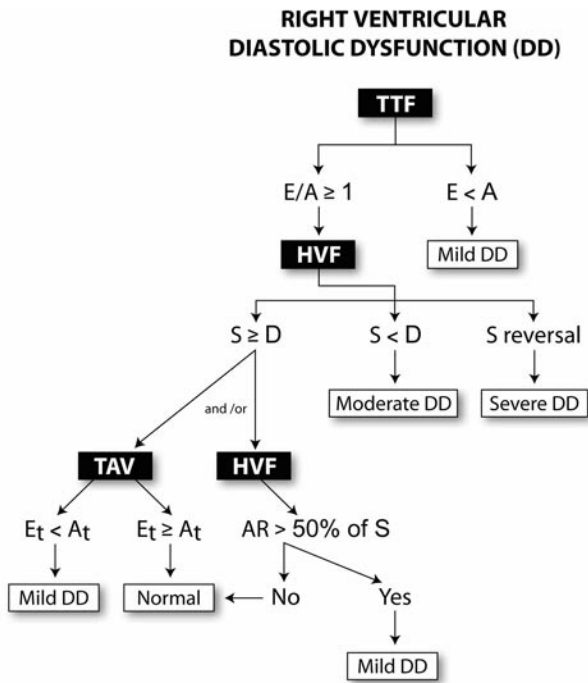 RIGHT VENTRICULAR
DIASTOLIC DYSFUNCTION (DD)
TTF
E/A ≥ 1
E < A
HVF
Mild DD
S ≥ D
S < D
S reversal
Moderate DD
Severe DD
and /or
TAV
HVF
Et < At
Et ≥ At
AR > 50% of S
Mild DD
Normal
No
Yes
Mild DD